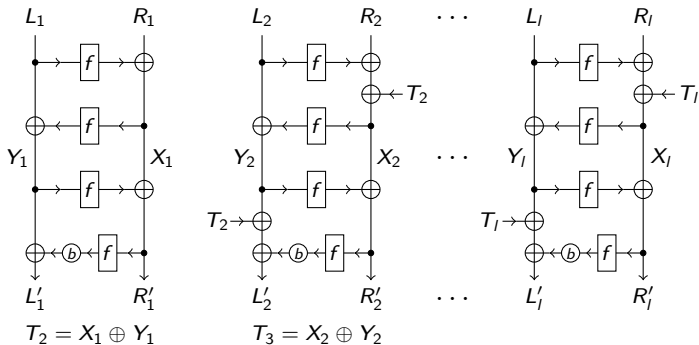 L₁ R₁ L₂ R₂ ⋯ Lₗ Rₗ
f f f
T₂ Tₗ
f f f
Y₁ X₁ Y₂ X₂ ⋯ Yₗ Xₗ
f f f
T₂ Tₗ
b f b f b f
L′₁ R′₁ L′₂ R′₂ ⋯ L′ₗ R′ₗ
T₂ = X₁ ⊕ Y₁ T₃ = X₂ ⊕ Y₂